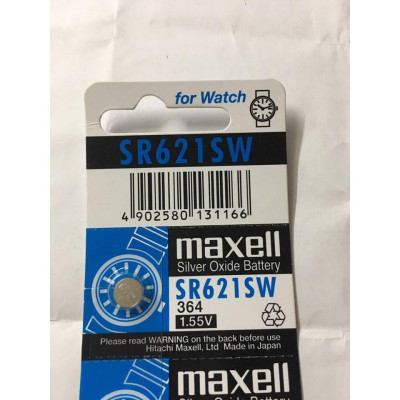 for Watch
SR621SW
4 902580 131166
maxell
Silver Oxide Battery
SR621SW
364
1.55V
Please read warning on the back before use
Hitachi Maxell, Ltd Made in Japan
maxell